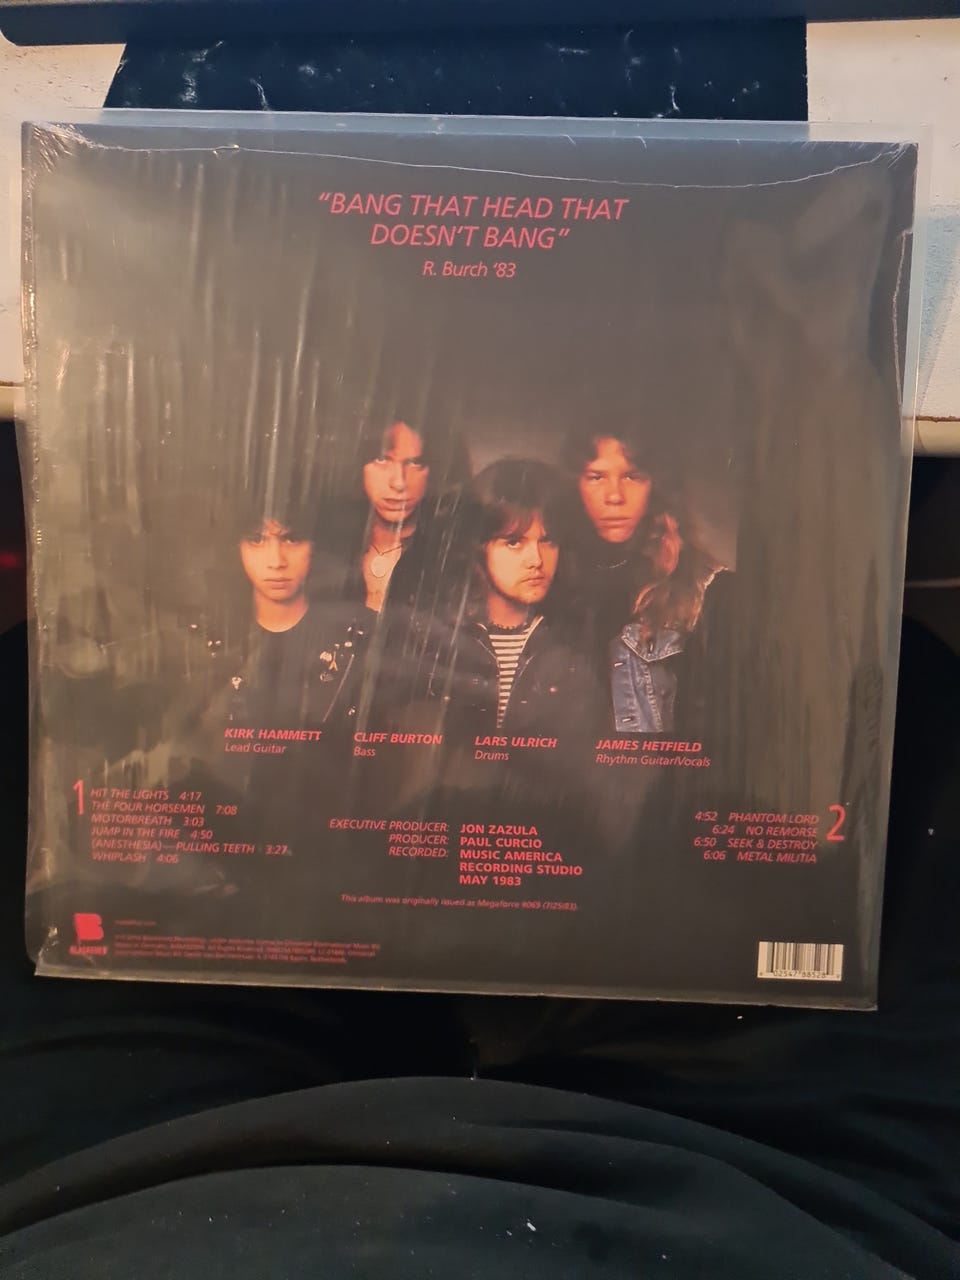 "BANG THAT HEAD THAT
DOESN'T BANG"
R. Burch '83
KIRK HAMMETT
Lead Guitar
CLIFF BURTON
Bass
LARS ULRICH
Drums
JAMES HETFIELD
Rhythm Guitar/Vocals
1
HIT THE LIGHTS 4:17
THE FOUR HORSEMEN 7:08
MOTORBREATH 3:03
JUMP IN THE FIRE 4:50
(ANESTHESIA)—PULLING TEETH 3:27
WHIPLASH 4:06
EXECUTIVE PRODUCER: JON ZAZULA
PRODUCER: PAUL CURCIO
RECORDED: MUSIC AMERICA
RECORDING STUDIO
MAY 1983
4:52 PHANTOM LORD
6:24 NO REMORSE
6:50 SEEK & DESTROY
6:06 METAL MILITIA
2
This album was originally issued as Megaforce #069 (7/25/83).
BLACKENED